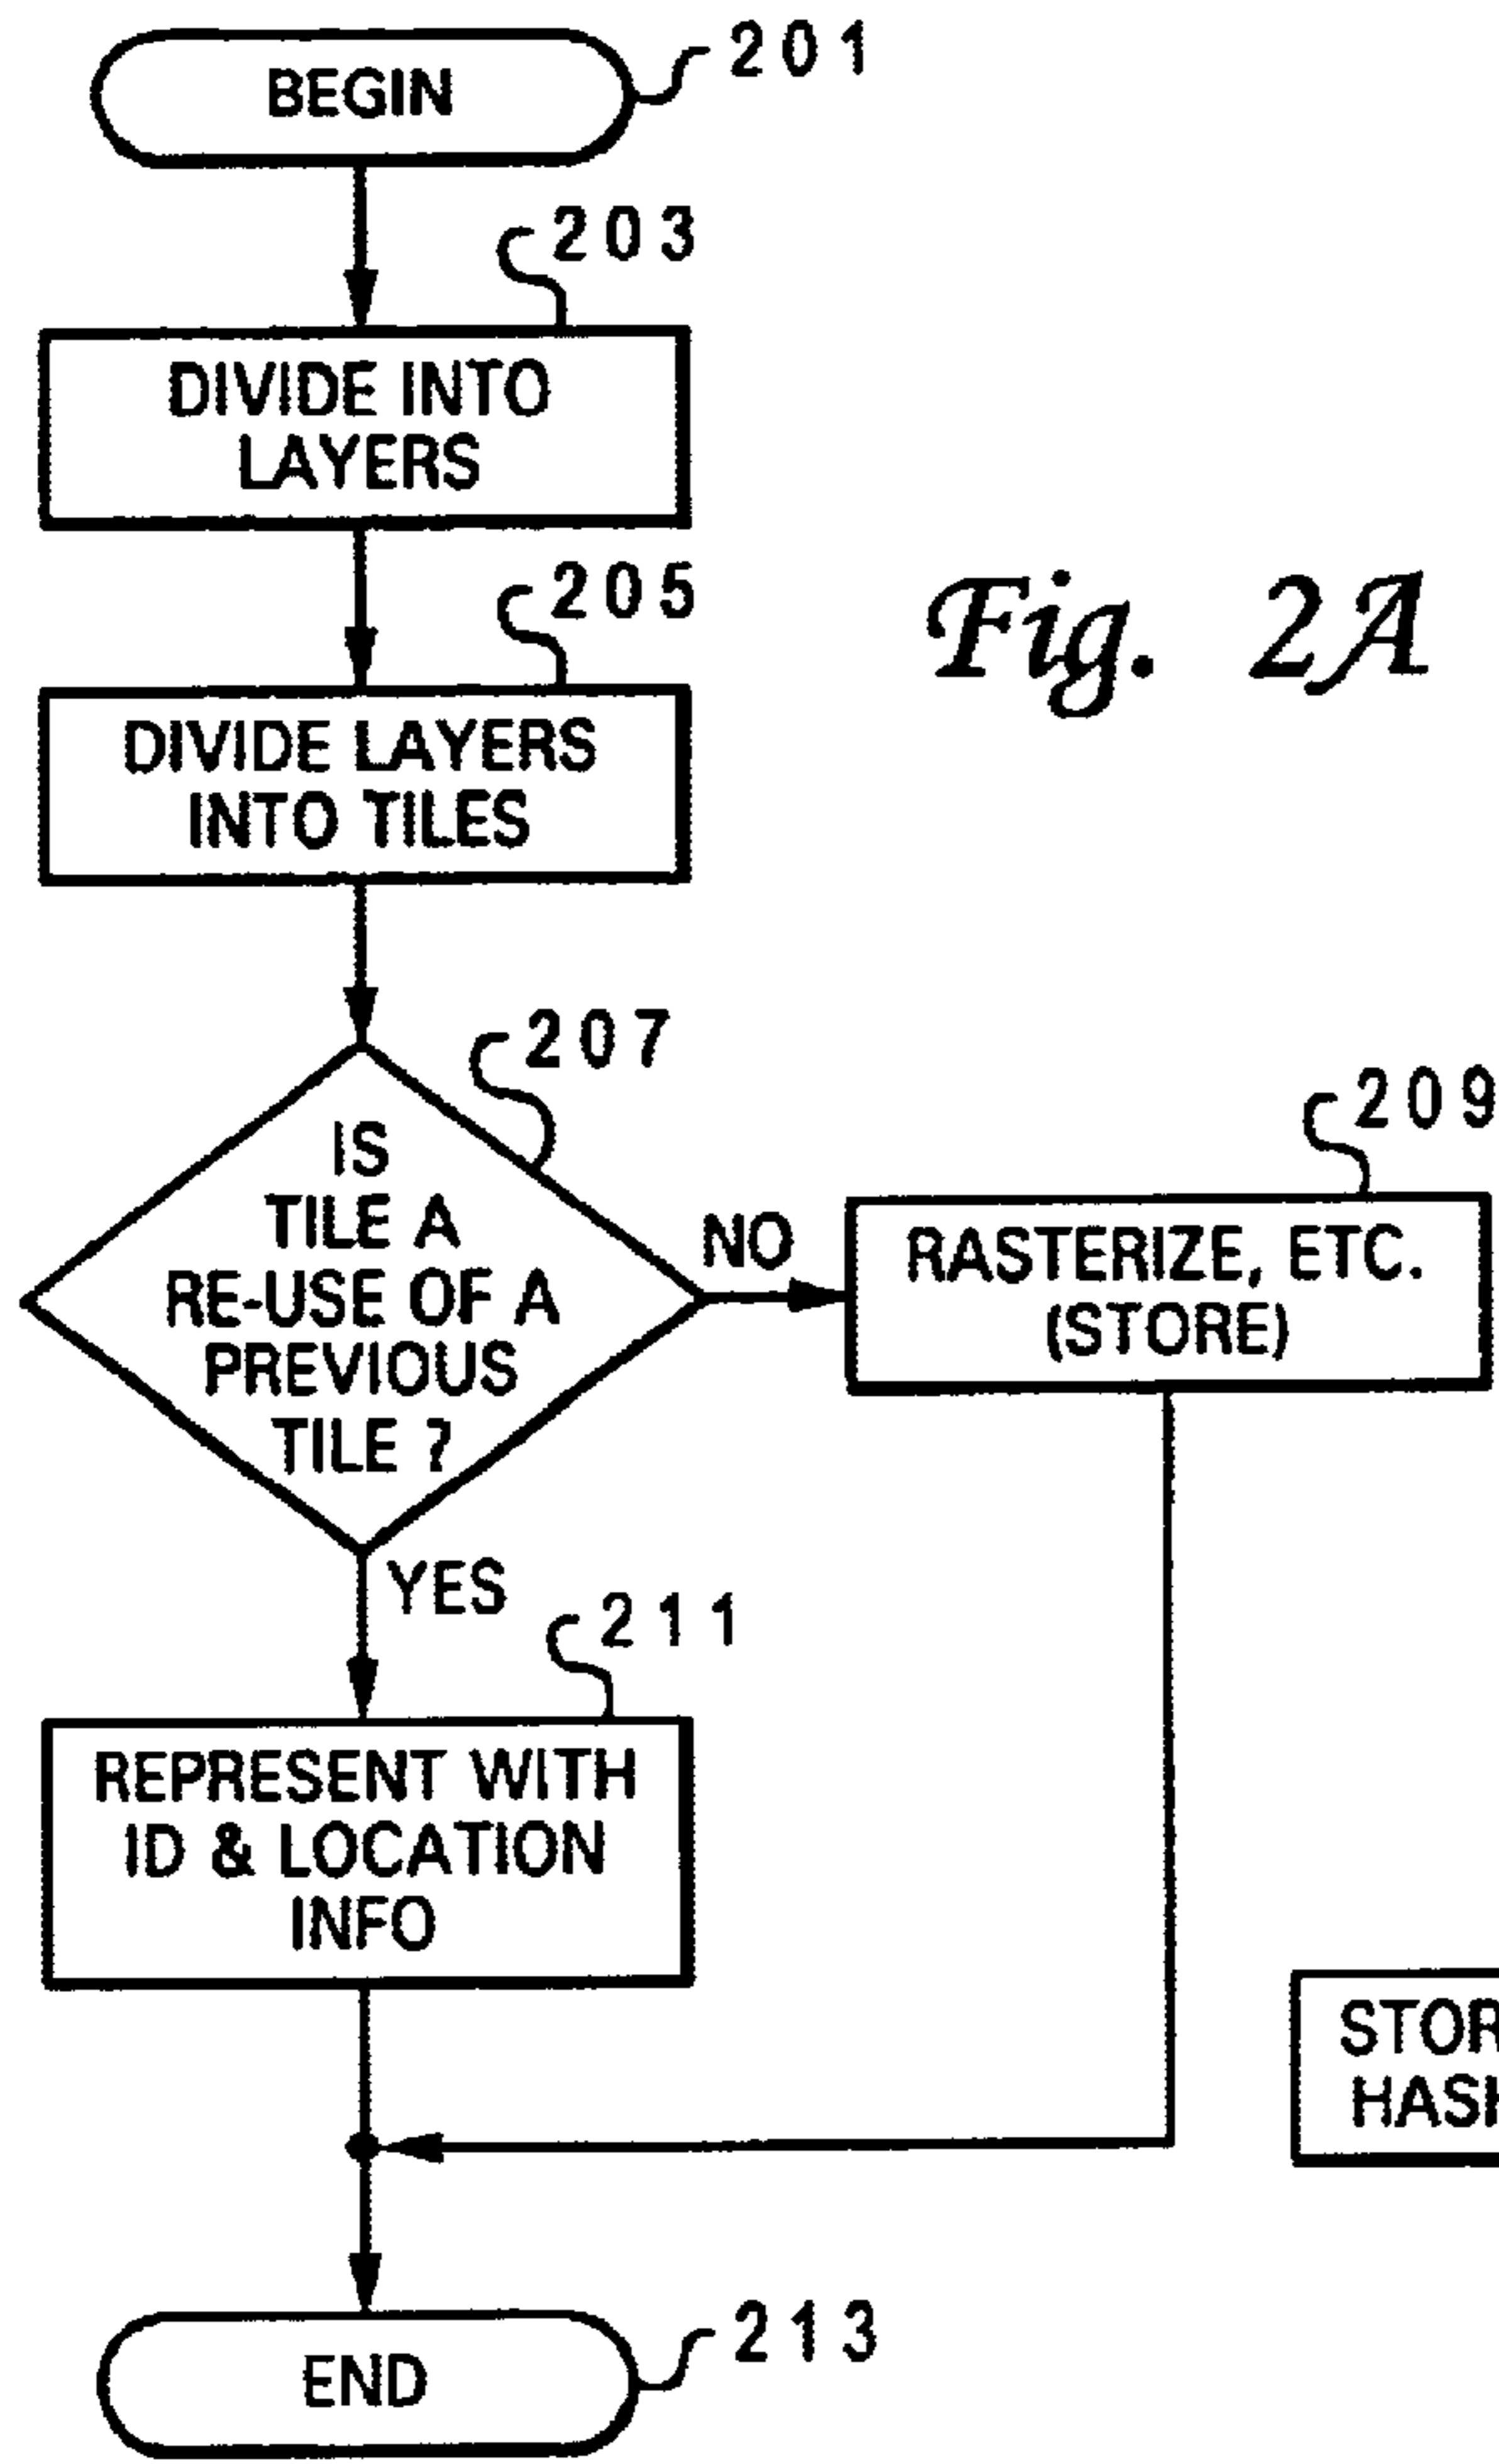 BEGIN
201
203
DIVIDE INTO
LAYERS
205
Fig. 2A
DIVIDE LAYERS
INTO TILES
207
IS
TILE A
RE-USE OF A
PREVIOUS
TILE ?
NO
209
RASTERIZE, ETC.
(STORE)
YES
211
REPRESENT WITH
ID & LOCATION
INFO
END
213